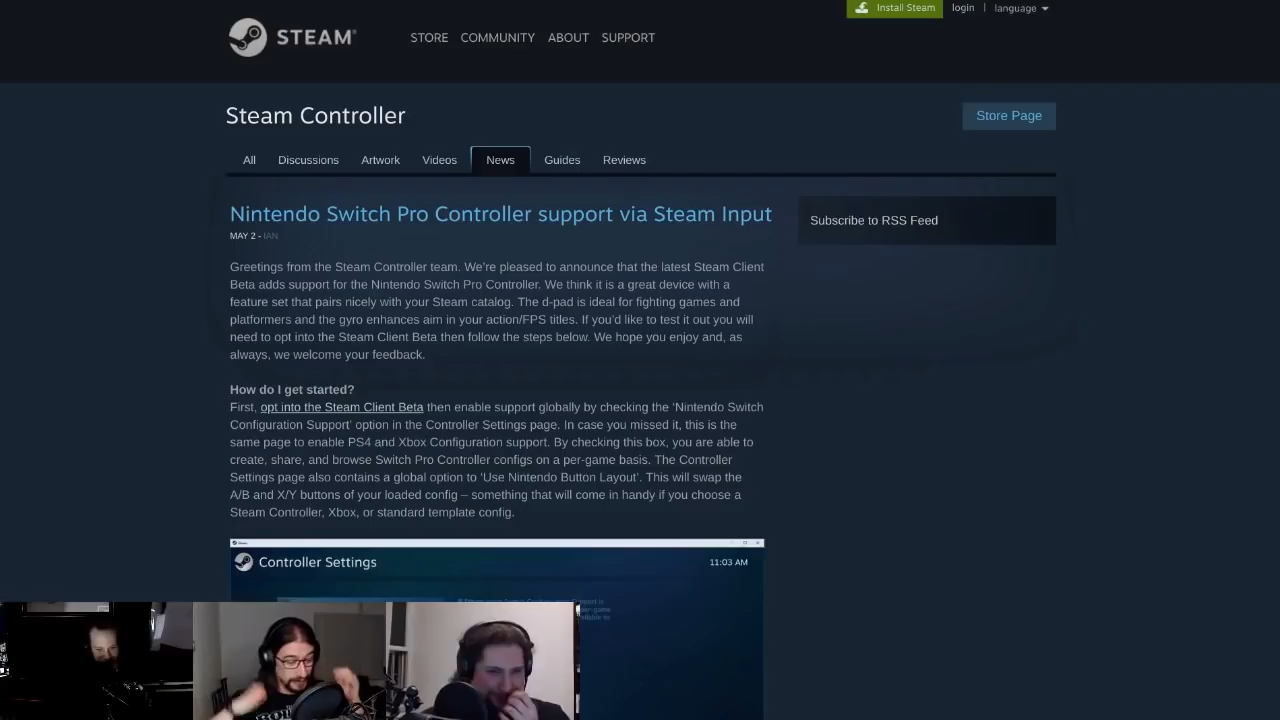 Install Steam
login | language
STEAM®
STORE COMMUNITY ABOUT SUPPORT
Steam Controller
Store Page
All Discussions Artwork Videos News Guides Reviews
Nintendo Switch Pro Controller support via Steam Input
MAY 2 - IAN
Subscribe to RSS Feed
Greetings from the Steam Controller team. We're pleased to announce that the latest Steam Client
Beta adds support for the Nintendo Switch Pro Controller. We think it is a great device with a
feature set that pairs nicely with your Steam catalog. The d-pad is ideal for fighting games and
platformers and the gyro enhances aim in your action/FPS titles. If you'd like to test it out you will
need to opt into the Steam Client Beta then follow the steps below. We hope you enjoy and, as
always, we welcome your feedback.
How do I get started?
First, opt into the Steam Client Beta then enable support globally by checking the 'Nintendo Switch
Configuration Support' option in the Controller Settings page. In case you missed it, this is the
same page to enable PS4 and Xbox Configuration support. By checking this box, you are able to
create, share, and browse Switch Pro Controller configs on a per-game basis. The Controller
Settings page also contains a global option to 'Use Nintendo Button Layout'. This will swap the
A/B and X/Y buttons of your loaded config – something that will come in handy if you choose a
Steam Controller, Xbox, or standard template config.
Controller Settings
11:03 AM